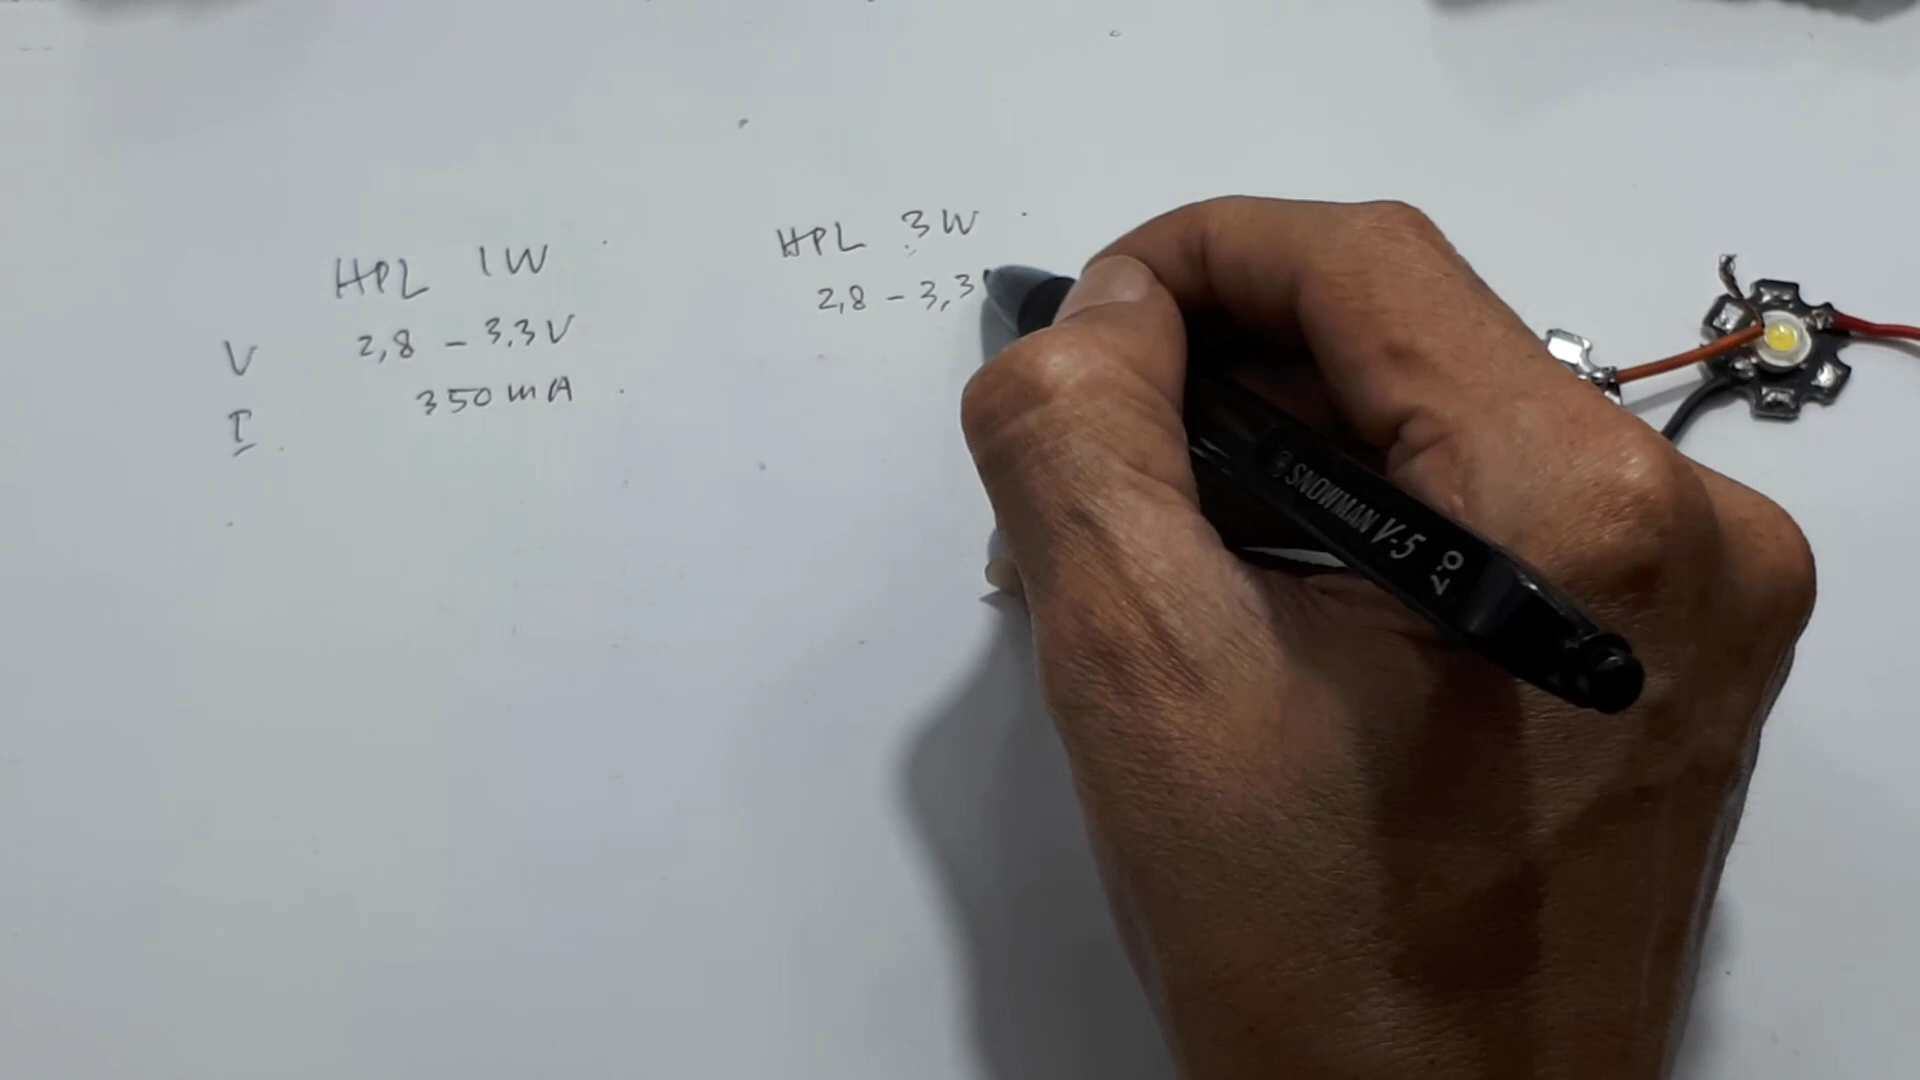 HPL 1W
V 2,8 - 3,3V
I 350mA
HPL 3W
2,8 - 3,3
SNOWMAN V-5 0.7